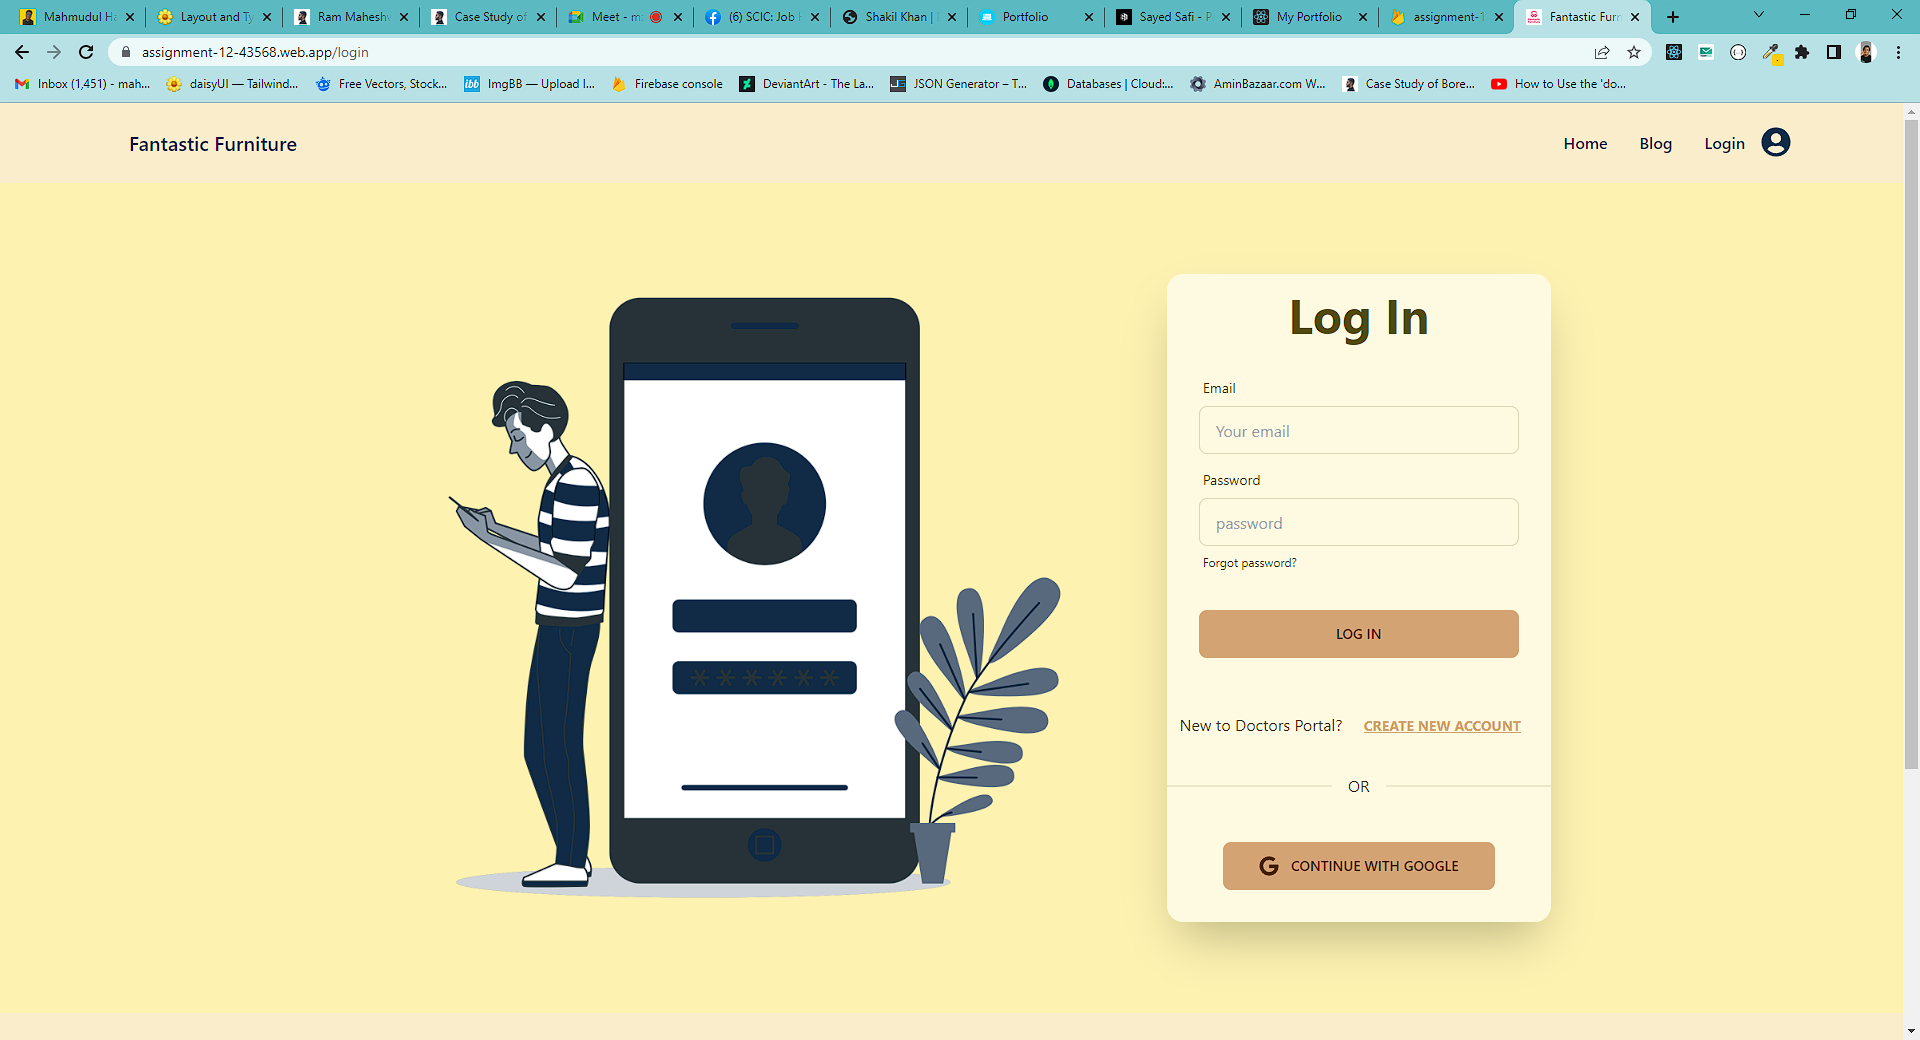 Mahmudul Ha
Layout and Ty
Ram Mahesh
Case Study of
Meet - m
(6) SCIC: Job
Shakil Khan |
Portfolio
Sayed Safi - P
My Portfolio
assignment-1
Fantastic Furn
assignment-12-43568.web.app/login
Inbox (1,451) - mah...
daisyUI — Tailwind...
Free Vectors, Stock...
ibb
ImgBB — Upload I...
Firebase console
DeviantArt - The La...
JSON Generator – T...
Databases | Cloud:...
AminBazaar.com W...
Case Study of Bore...
How to Use the 'do...
Fantastic Furniture
Home
Blog
Login
Log In
Email
Your email
Password
password
Forgot password?
LOG IN
New to Doctors Portal? CREATE NEW ACCOUNT
OR
G CONTINUE WITH GOOGLE